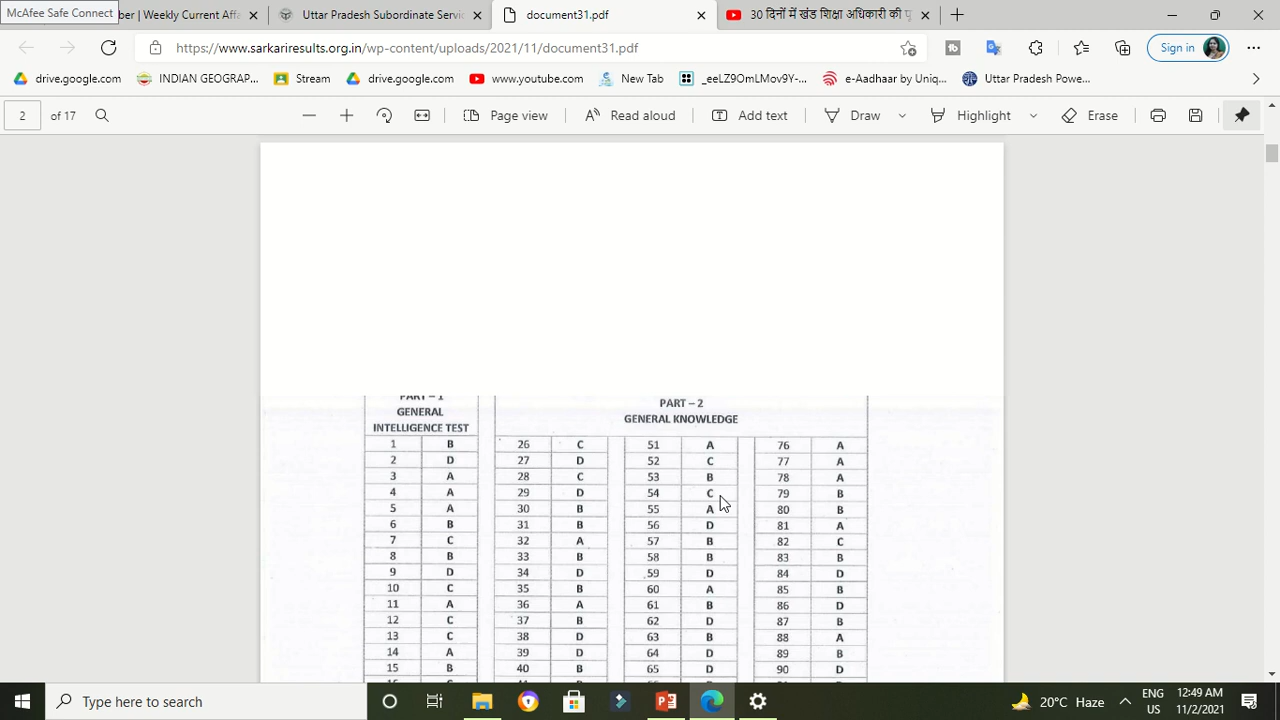 McAfee Safe Connect
ber | Weekly Current Affa
Uttar Pradesh Subordinate Servic
document31.pdf
30 दिनों में खंड शिक्षा अधिकारी की प
https://www.sarkariresults.org.in/wp-content/uploads/2021/11/document31.pdf
Sign in
drive.google.com INDIAN GEOGRAP... Stream drive.google.com www.youtube.com New Tab _eeLZ9OmLMov9Y-... e-Aadhaar by Uniq... Uttar Pradesh Powe...
2 of 17 Page view Read aloud Add text Draw Highlight Erase
PART – 1
GENERAL
INTELLIGENCE TEST
PART – 2
GENERAL KNOWLEDGE
1 B 26 C 51 A 76 A
2 D 27 D 52 C 77 A
3 A 28 C 53 B 78 A
4 A 29 D 54 C 79 B
5 A 30 B 55 A 80 B
6 B 31 B 56 D 81 A
7 C 32 A 57 B 82 C
8 B 33 B 58 B 83 B
9 D 34 D 59 D 84 D
10 C 35 B 60 A 85 B
11 A 36 A 61 B 86 D
12 C 37 B 62 D 87 B
13 C 38 D 63 B 88 A
14 A 39 D 64 D 89 B
15 B 40 B 65 D 90 D
Type here to search
20°C Haze
ENG
US
12:49 AM
11/2/2021